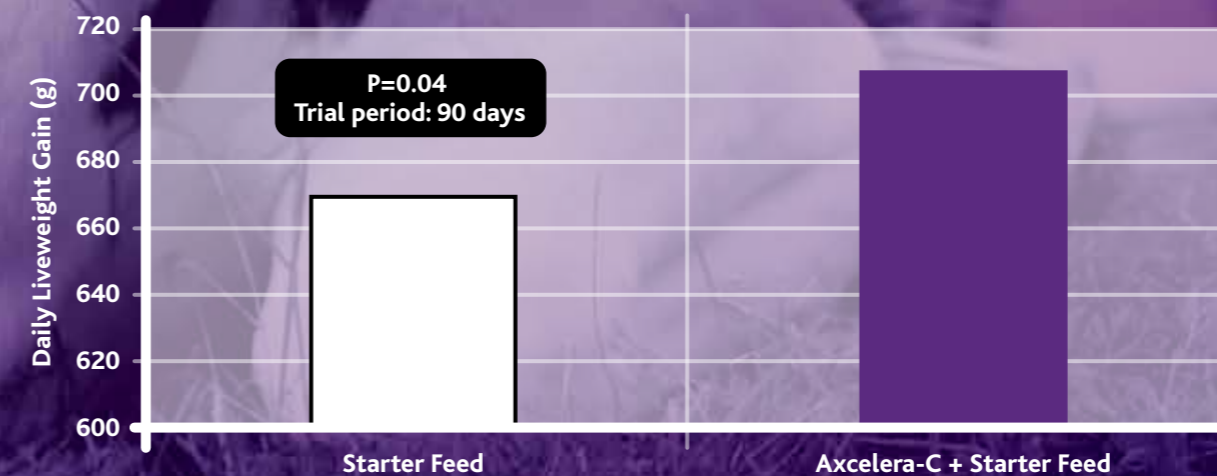 Daily Liveweight Gain (g)
720
700
680
660
640
620
600
P=0.04
Trial period: 90 days
Starter Feed
Axcelera-C + Starter Feed